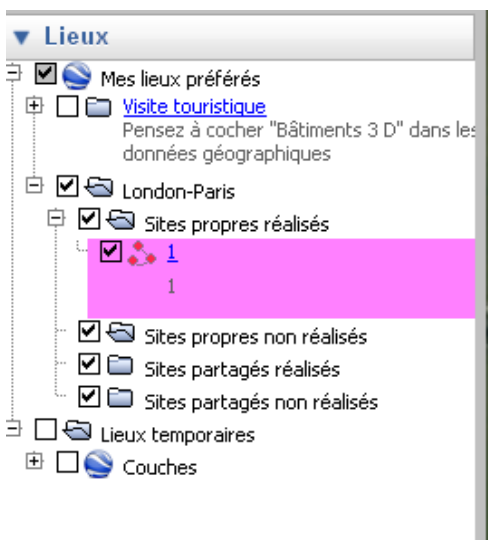 Lieux
Mes lieux préférés
Visite touristique
Pensez à cocher "Bâtiments 3 D" dans les
données géographiques
London-Paris
Sites propres réalisés
1
1
Sites propres non réalisés
Sites partagés réalisés
Sites partagés non réalisés
Lieux temporaires
Couches